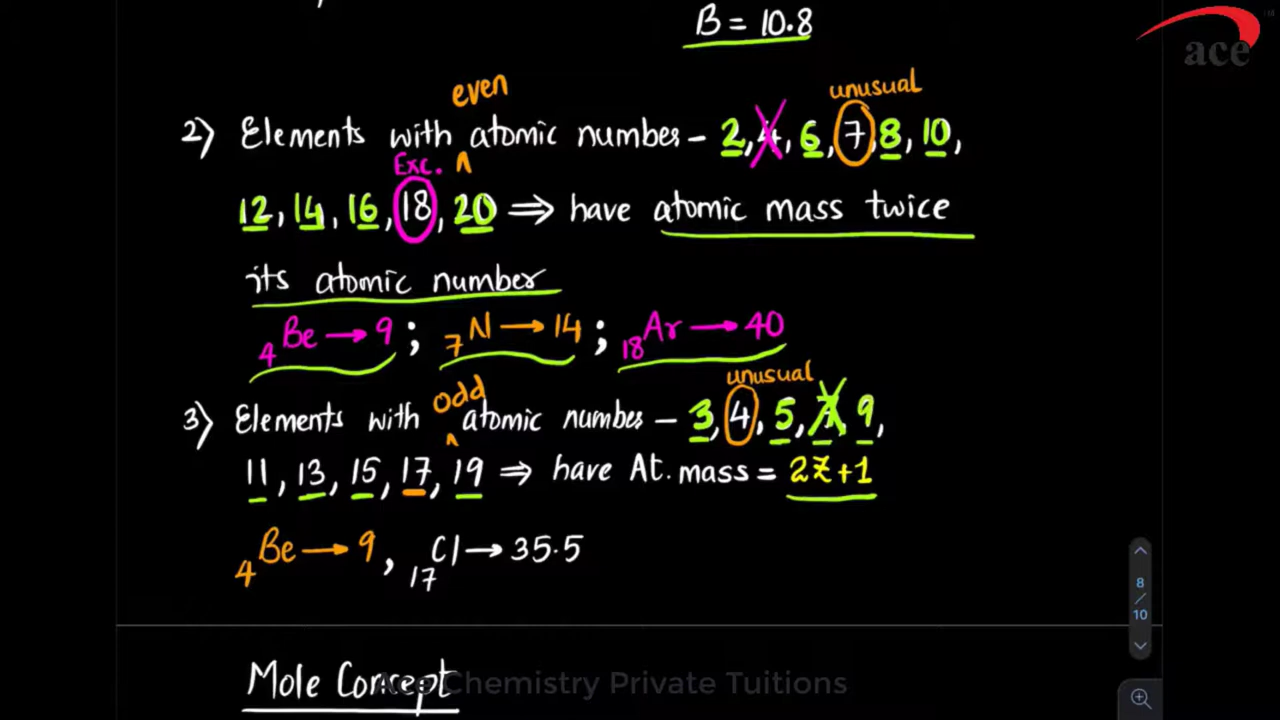 B = 10.8
ace
even
unusual
2) Elements with ^ atomic number - 2, 4, 6, 7, 8, 10,
Exc.
12, 14, 16, 18, 20 ⇒ have atomic mass twice
its atomic number
₄Be → 9 ; ₇N → 14 ; ₁₈Ar → 40
odd
unusual
3) Elements with ^ atomic number - 3, 4, 5, 7, 9,
11, 13, 15, 17, 19 ⇒ have At. mass = 2Z + 1
₄Be → 9, ₁₇Cl → 35.5
8
/
10
Mole Concept
Ace Chemistry Private Tuitions